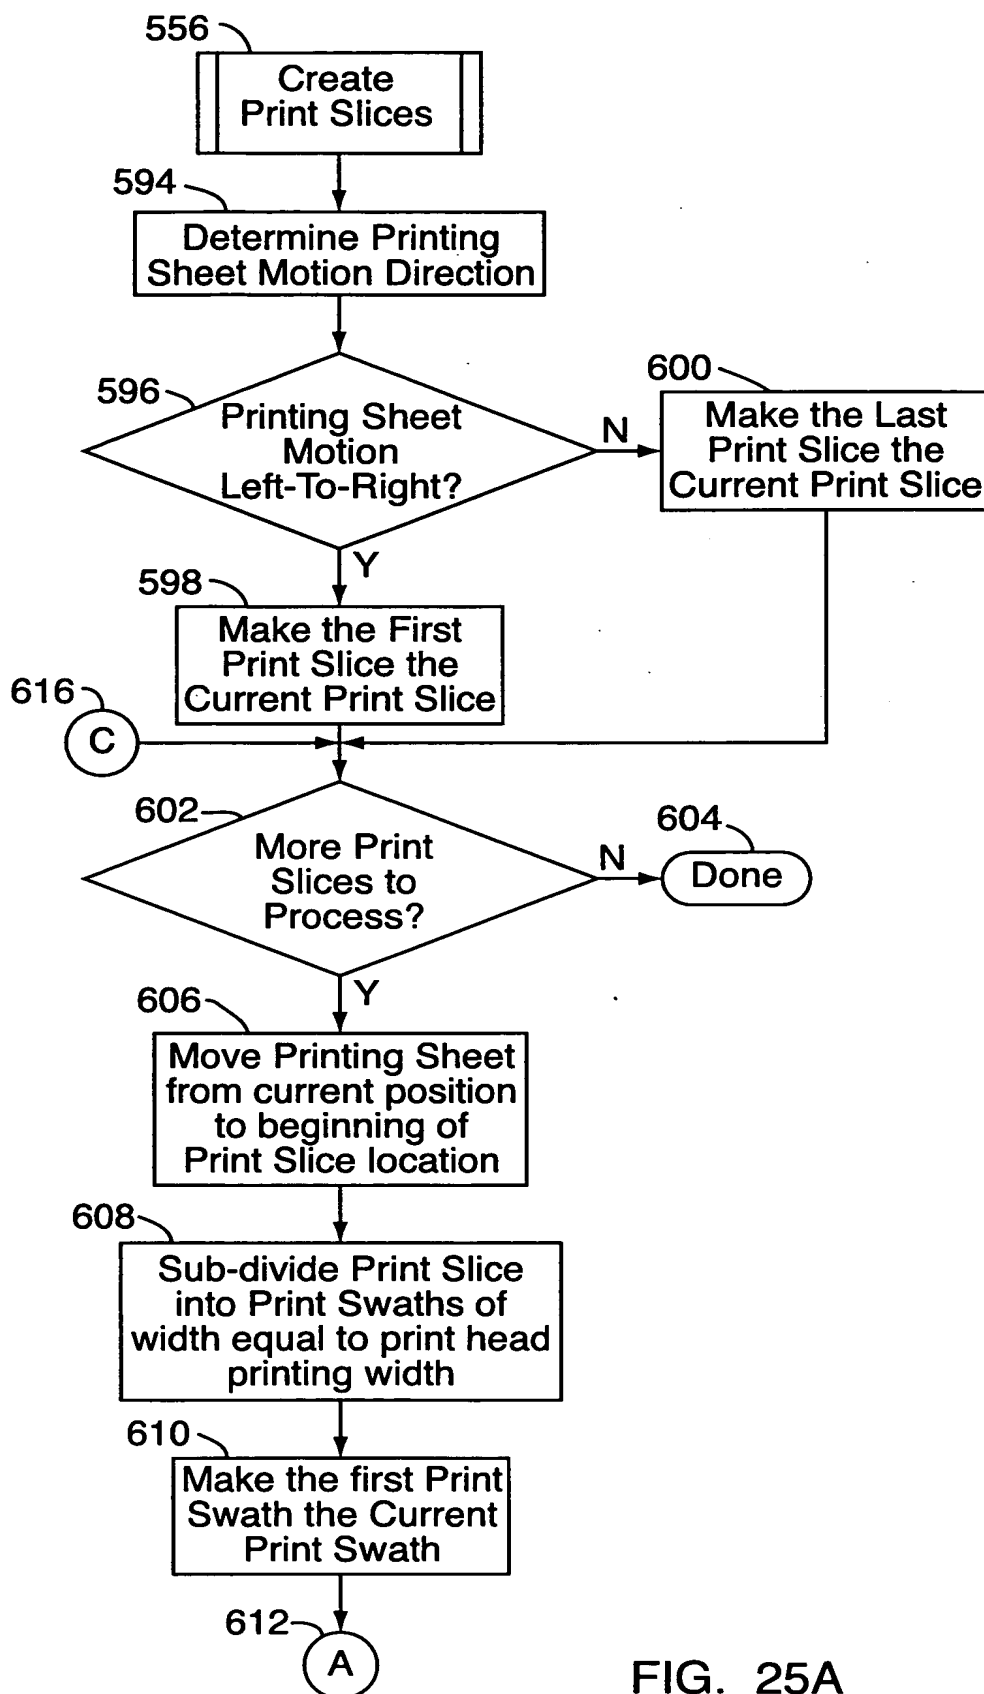 556
Create
Print Slices
594
Determine Printing
Sheet Motion Direction
596
Printing Sheet
Motion
Left-To-Right?
N
600
Make the Last
Print Slice the
Current Print Slice
Y
598
Make the First
Print Slice the
Current Print Slice
616
C
602
More Print
Slices to
Process?
N
604
Done
Y
606
Move Printing Sheet
from current position
to beginning of
Print Slice location
608
Sub-divide Print Slice
into Print Swaths of
width equal to print head
printing width
610
Make the first Print
Swath the Current
Print Swath
612
A
FIG. 25A